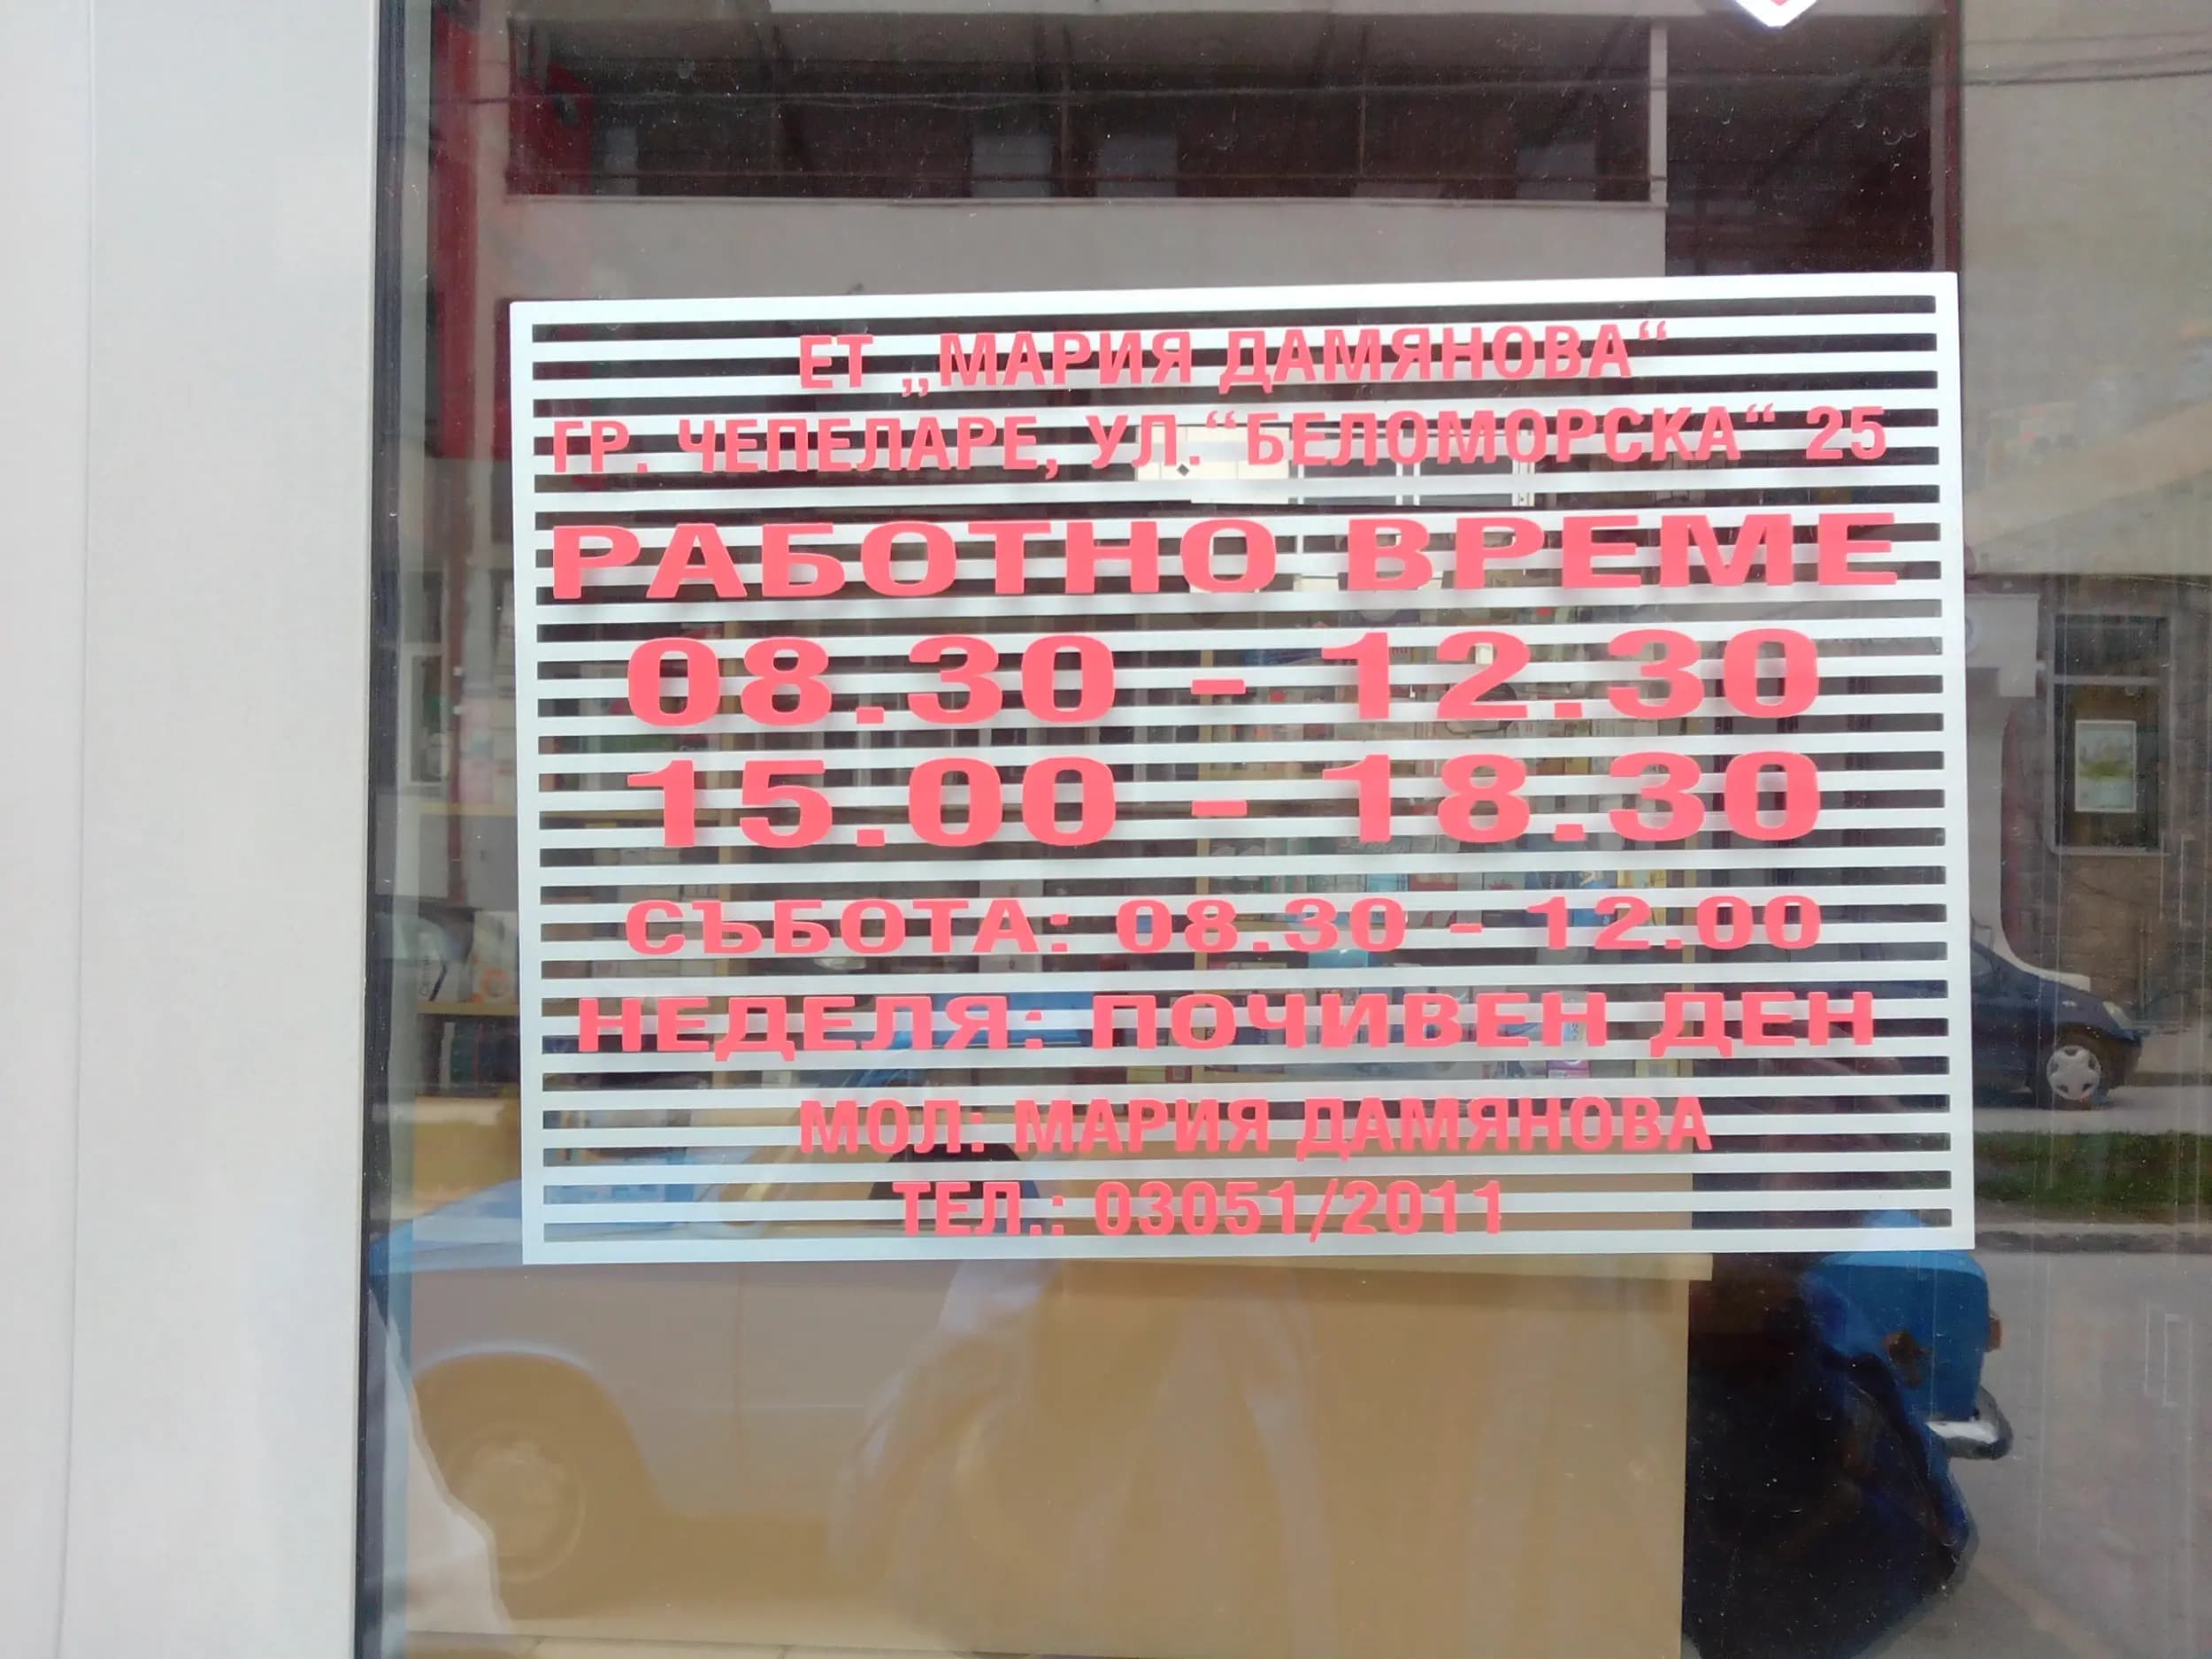 ЕТ „МАРИЯ ДАМЯНОВА“
ГР. ЧЕПЕЛАРЕ, УЛ.“БЕЛОМОРСКА“ 25
РАБОТНО ВРЕМЕ
08.30 - 12.30
15.00 - 18.30
СЪБОТА: 08.30 - 12.00
НЕДЕЛЯ: ПОЧИВЕН ДЕН
МОЛ: МАРИЯ ДАМЯНОВА
ТЕЛ.: 03051/2011